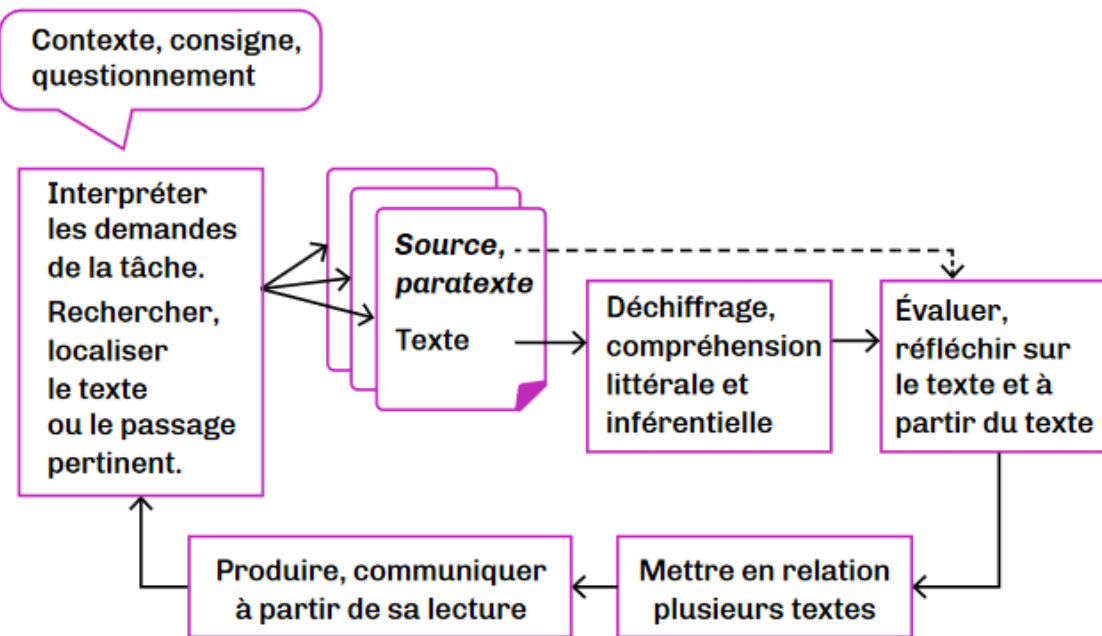 Contexte, consigne,
questionnement
Interpréter
les demandes
de la tâche.
Rechercher,
localiser
le texte
ou le passage
pertinent.
Source,
paratexte
Texte
Déchiffrage,
compréhension
littérale et
inférentielle
Évaluer,
réfléchir sur
le texte et à
partir du texte
Mettre en relation
plusieurs textes
Produire, communiquer
à partir de sa lecture